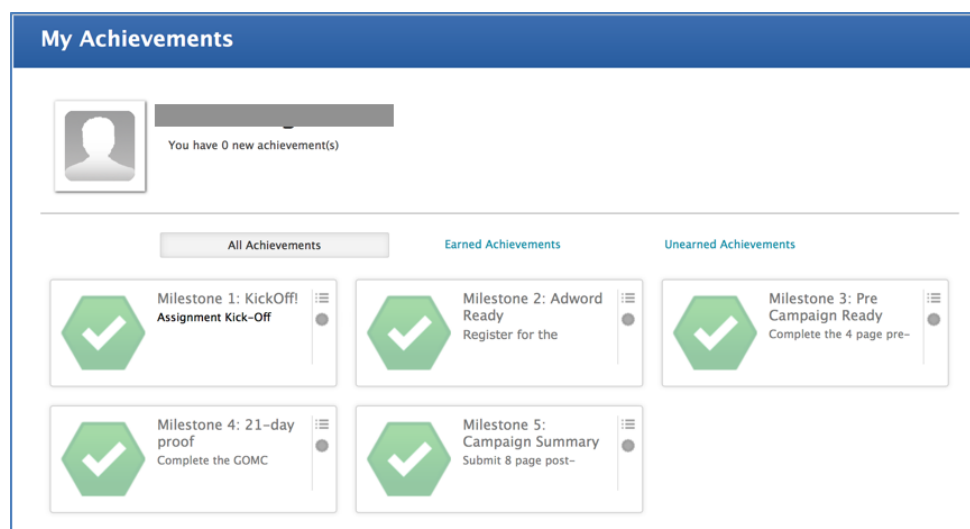 My Achievements
You have 0 new achievement(s)
All Achievements
Earned Achievements
Unearned Achievements
Milestone 1: KickOff!
Assignment Kick-Off
Milestone 2: Adword
Ready
Register for the
Milestone 3: Pre
Campaign Ready
Complete the 4 page pre-
Milestone 4: 21-day
proof
Complete the GOMC
Milestone 5:
Campaign Summary
Submit 8 page post-